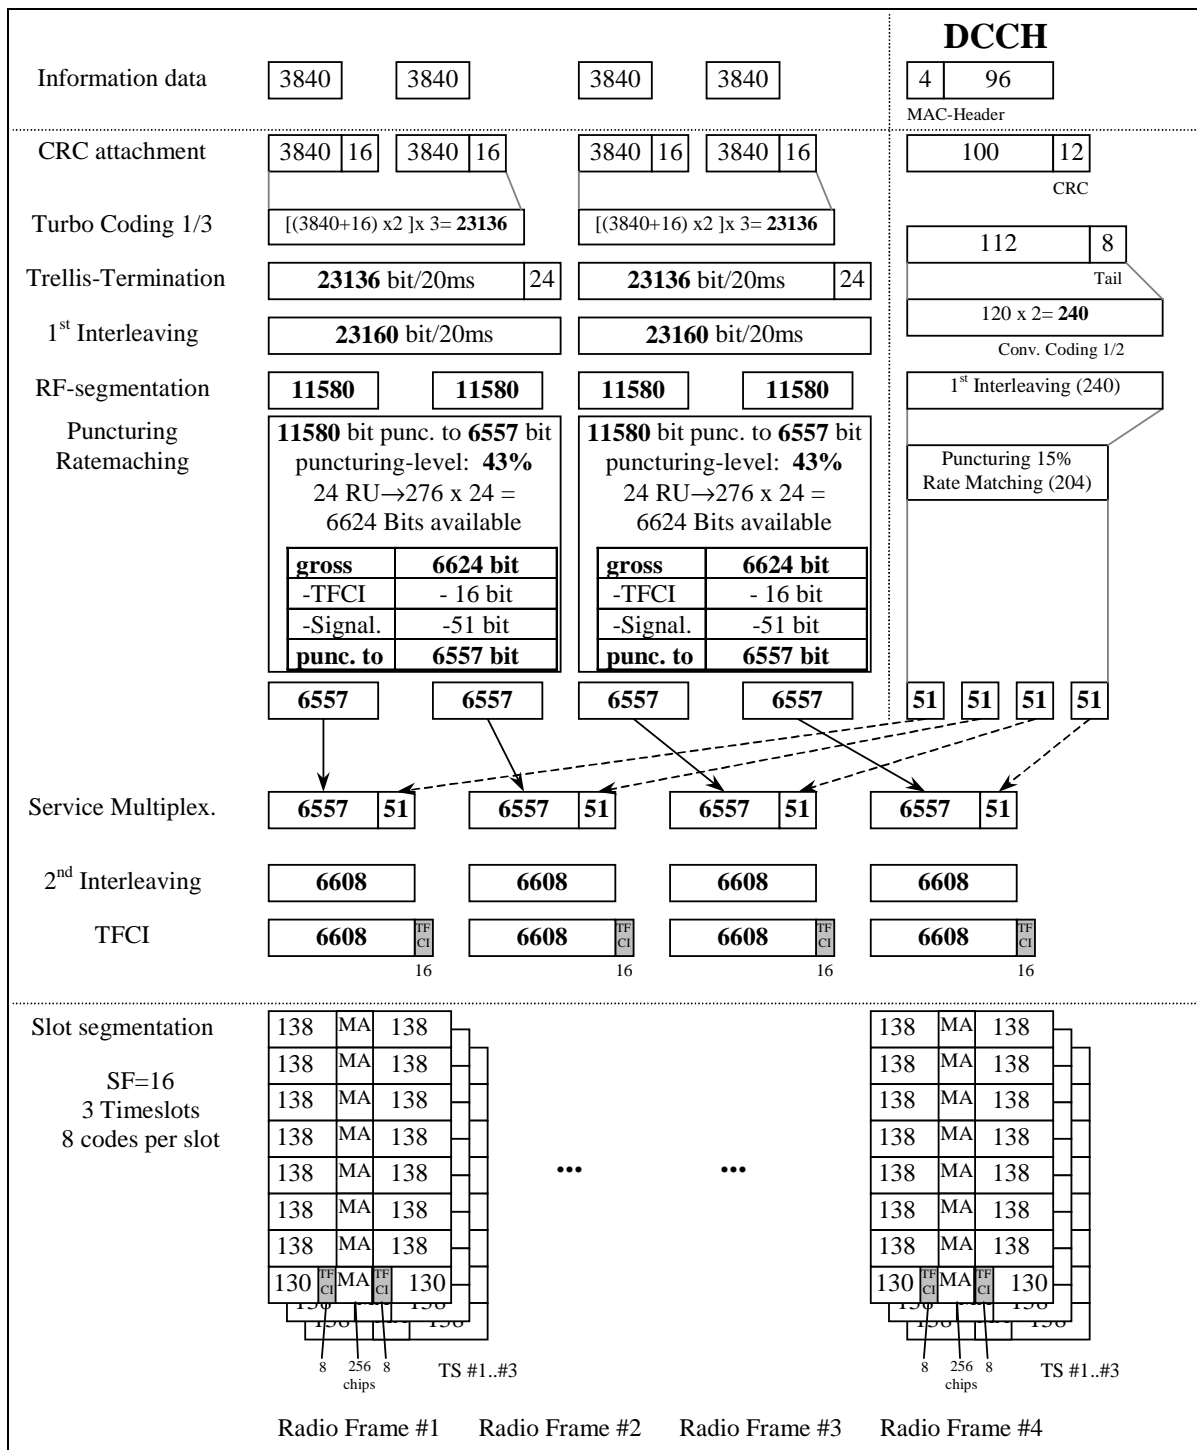 DCCH
Information data 3840 3840 3840 3840 4 96
MAC-Header
CRC attachment 3840 16 3840 16 3840 16 3840 16 100 12
CRC
Turbo Coding 1/3 [(3840+16) x2 ]x 3= 23136 [(3840+16) x2 ]x 3= 23136
112 8
Tail
Trellis-Termination 23136 bit/20ms 24 23136 bit/20ms 24
120 x 2= 240
1st Interleaving 23160 bit/20ms 23160 bit/20ms
Conv. Coding 1/2
RF-segmentation 11580 11580 11580 11580 1st Interleaving (240)
Puncturing 11580 bit punc. to 6557 bit 11580 bit punc. to 6557 bit
Ratemaching puncturing-level: 43% puncturing-level: 43% Puncturing 15%
24 RU→276 x 24 = 24 RU→276 x 24 = Rate Matching (204)
6624 Bits available 6624 Bits available
gross 6624 bit gross 6624 bit
-TFCI - 16 bit -TFCI - 16 bit
-Signal. -51 bit -Signal. -51 bit
punc. to 6557 bit punc. to 6557 bit
6557 6557 6557 6557 51 51 51 51
Service Multiplex. 6557 51 6557 51 6557 51 6557 51
2nd Interleaving 6608 6608 6608 6608
TFCI 6608 TF CI 6608 TF CI 6608 TF CI 6608 TF CI
16 16 16 16
Slot segmentation 138 MA 138 138 MA 138
138 MA 138 138 MA 138
SF=16
138 MA 138 138 MA 138
3 Timeslots
8 codes per slot 138 MA 138 138 MA 138
138 MA 138 ... ... 138 MA 138
138 MA 138 138 MA 138
138 MA 138 138 MA 138
130 TF CI MA TF CI 130 130 TF CI MA TF CI 130
138 138 138 138
138 138 138 138
8 256 8 TS #1..#3 8 256 8 TS #1..#3
chips chips
Radio Frame #1 Radio Frame #2 Radio Frame #3 Radio Frame #4